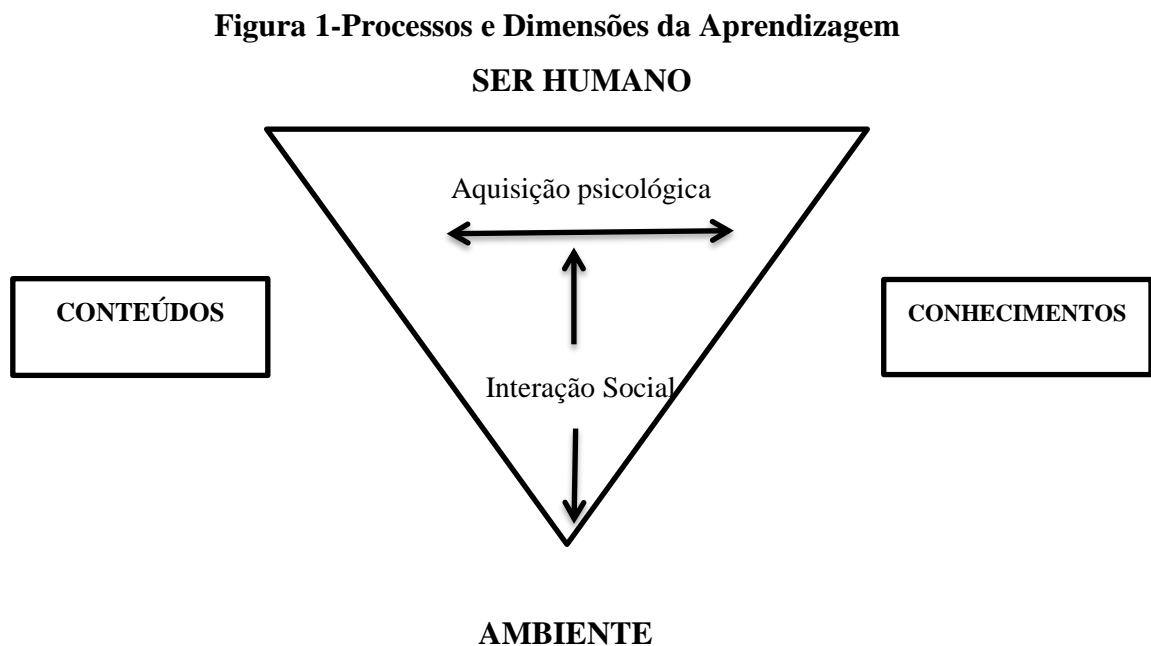 Figura 1-Processos e Dimensões da Aprendizagem
SER HUMANO
Aquisição psicológica
CONTEÚDOS
CONHECIMENTOS
Interação Social
AMBIENTE